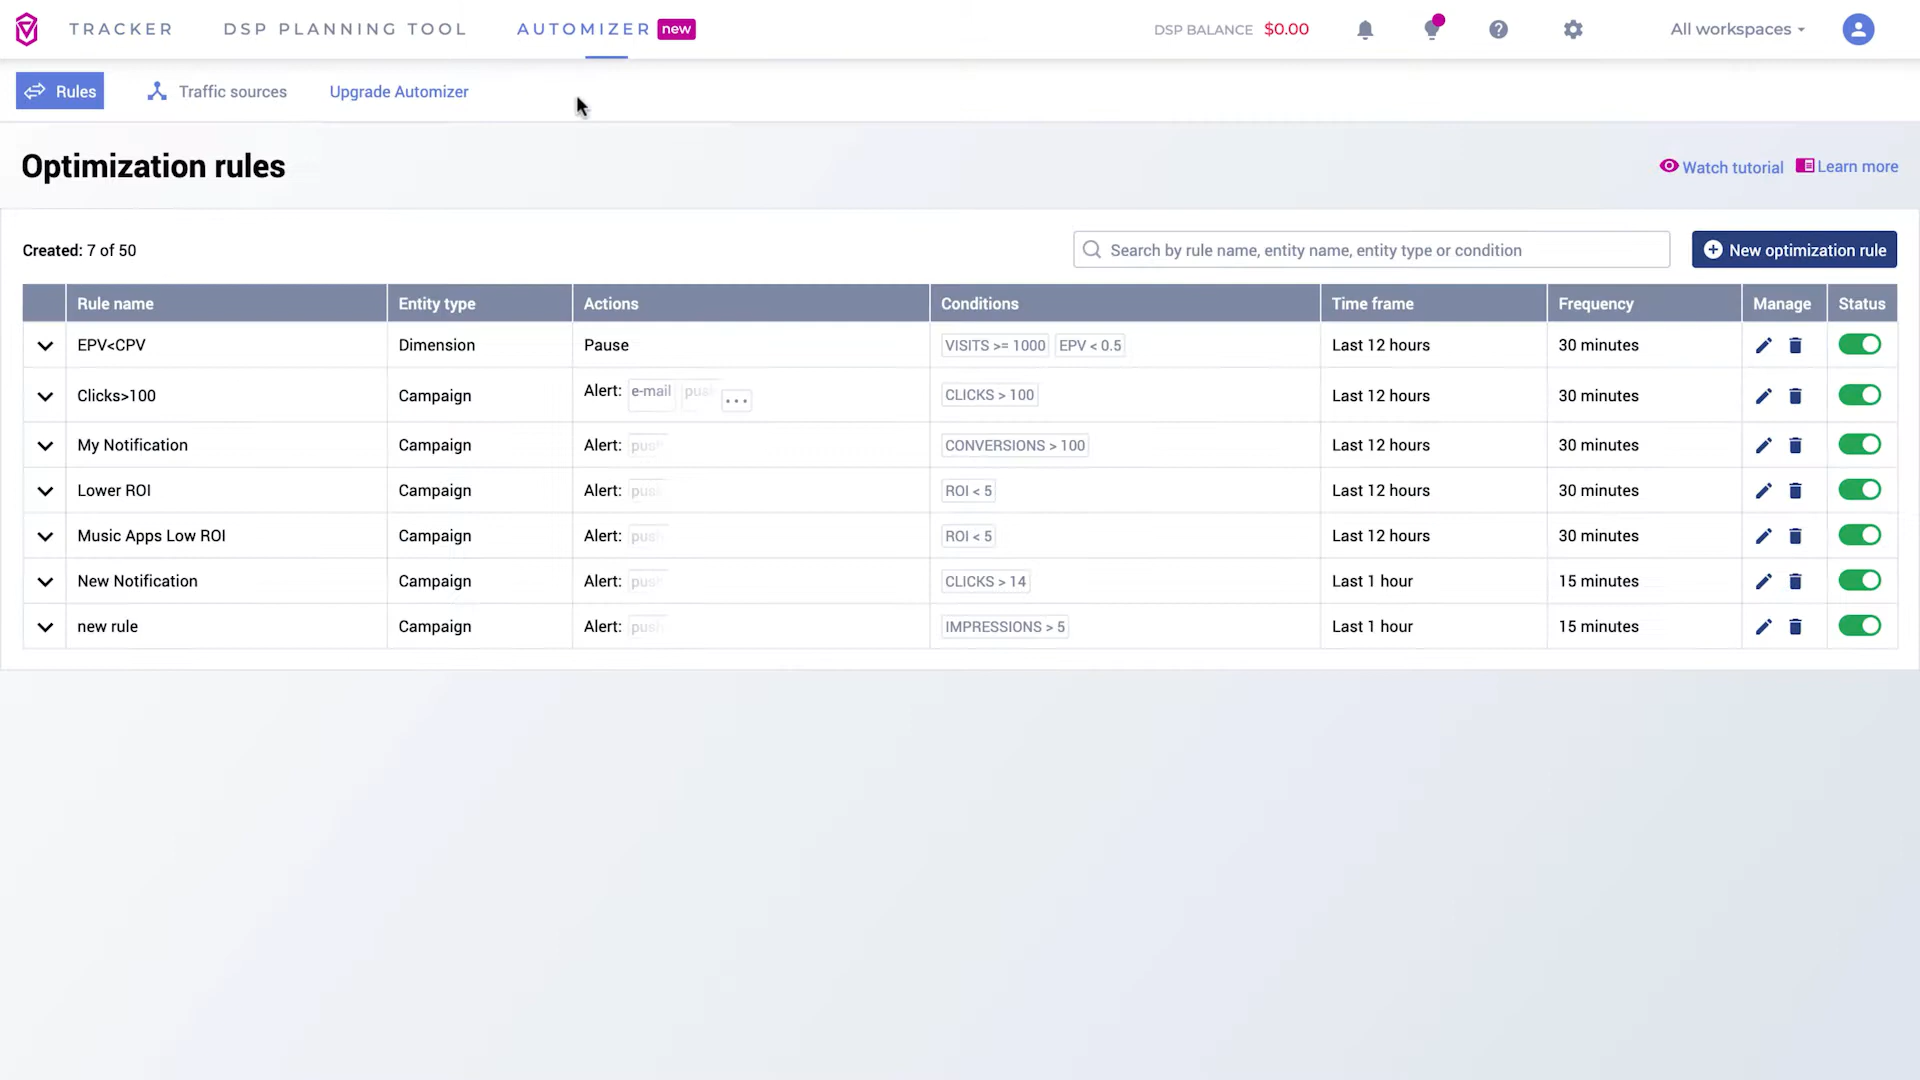 TRACKER DSP PLANNING TOOL AUTOMIZER new DSP BALANCE $0.00 All workspaces
Rules Traffic sources Upgrade Automizer
Optimization rules Watch tutorial Learn more
Created: 7 of 50 Search by rule name, entity name, entity type or condition New optimization rule
Rule name Entity type Actions Conditions Time frame Frequency Manage Status
EPV<CPV Dimension Pause VISITS >= 1000 EPV < 0.5 Last 12 hours 30 minutes
Clicks>100 Campaign Alert: e-mail push ... CLICKS > 100 Last 12 hours 30 minutes
My Notification Campaign Alert: push CONVERSIONS > 100 Last 12 hours 30 minutes
Lower ROI Campaign Alert: push ROI < 5 Last 12 hours 30 minutes
Music Apps Low ROI Campaign Alert: push ROI < 5 Last 12 hours 30 minutes
New Notification Campaign Alert: push CLICKS > 14 Last 1 hour 15 minutes
new rule Campaign Alert: push IMPRESSIONS > 5 Last 1 hour 15 minutes